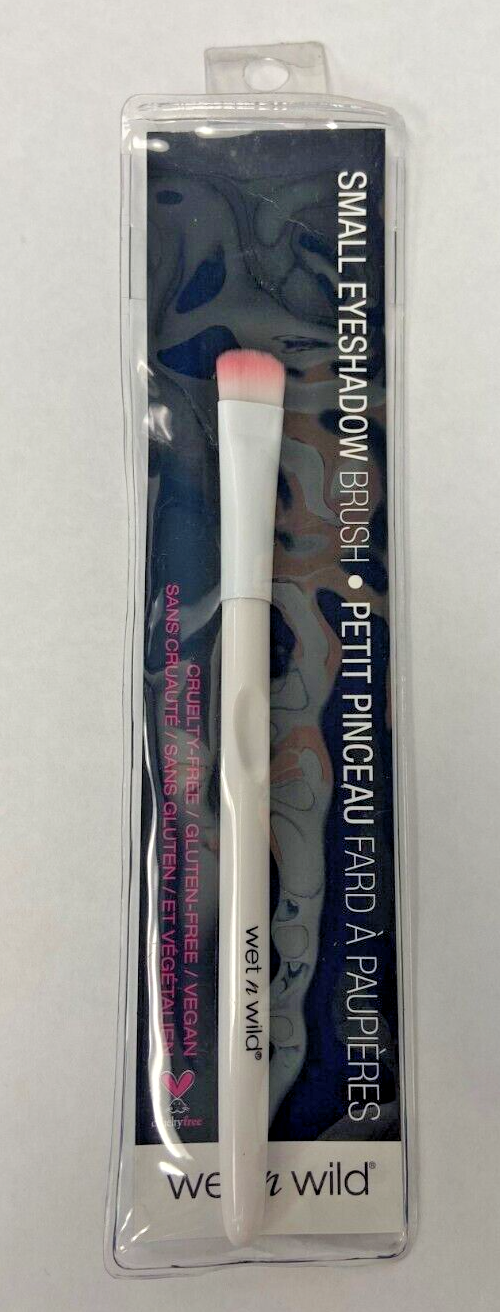 SMALL EYESHADOW BRUSH • PETIT PINCEAU FARD À PAUPIÈRES
CRUELTY-FREE / GLUTEN-FREE / VEGAN
SANS CRUAUTÉ / SANS GLUTEN / ET VÉGÉTALIEN
wet n wild®
crueltyfree
wet n wild®